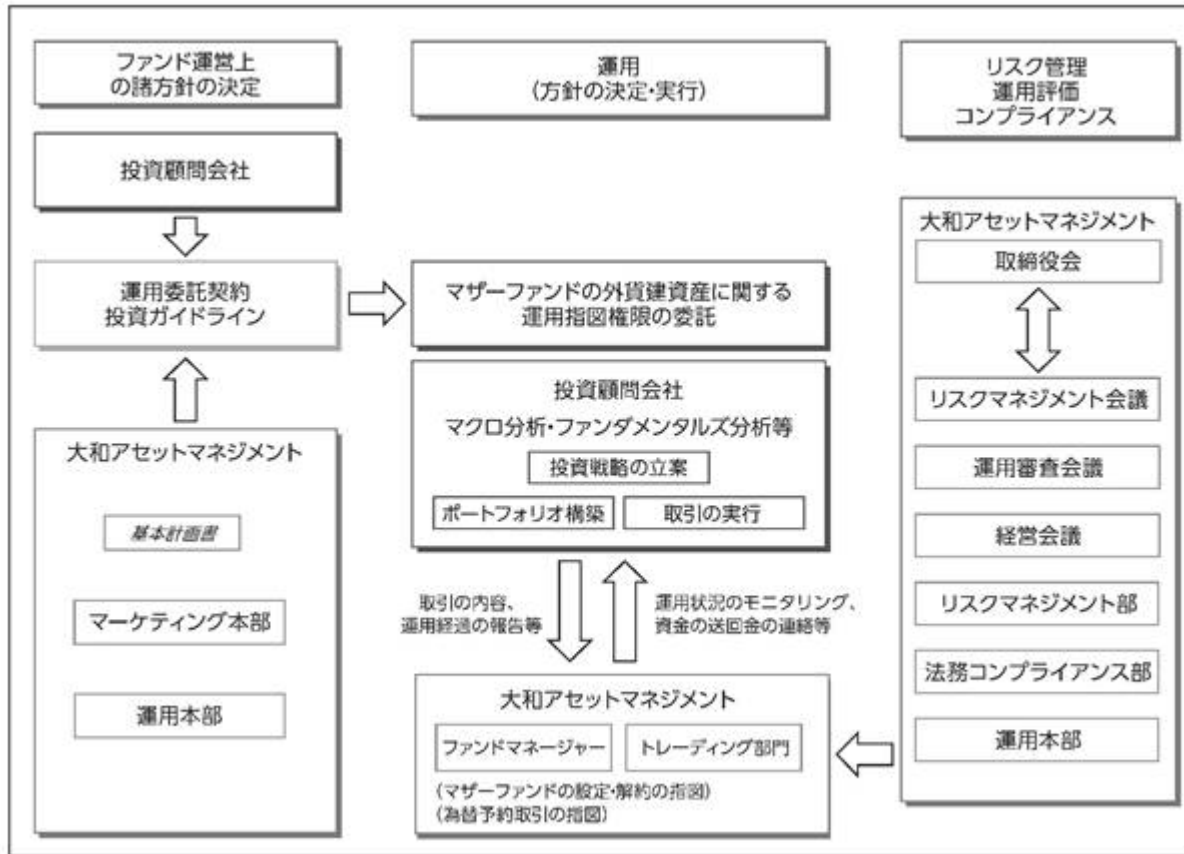 ファンド運営上
の諸方針の決定
運用
(方針の決定・実行)
リスク管理
運用評価
コンプライアンス
投資顧問会社
運用委託契約
投資ガイドライン
大和アセットマネジメント
基本計画書
マーケティング本部
運用本部
マザーファンドの外貨建資産に関する
運用指図権限の委託
投資顧問会社
マクロ分析・ファンダメンタルズ分析等
投資戦略の立案
ポートフォリオ構築
取引の実行
取引の内容、
運用経過の報告等
運用状況のモニタリング、
資金の送回金の連絡等
大和アセットマネジメント
ファンドマネージャー
トレーディング部門
(マザーファンドの設定・解約の指図)
(為替予約取引の指図)
大和アセットマネジメント
取締役会
リスクマネジメント会議
運用審査会議
経営会議
リスクマネジメント部
法務コンプライアンス部
運用本部